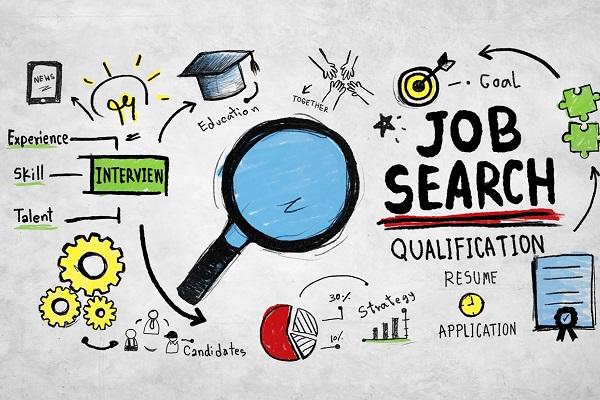 NEWS
Education
TOGETHER
Goal
Experience
Skill
Talent
INTERVIEW
JOB
SEARCH
QUALIFICATION
RESUME
APPLICATION
30%
10%
Strategy
Candidates